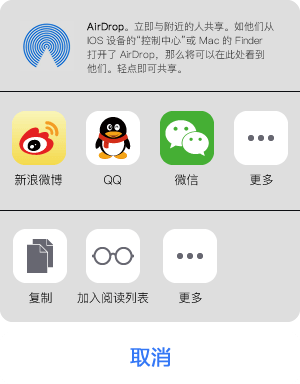 AirDrop。立即与附近的人共享。如他们从
IOS 设备的“控制中心”或 Mac 的 Finder
打开了 AirDrop，那么将可以在此处看到
他们。轻点即可共享。
新浪微博 QQ 微信 更多
复制 加入阅读列表 更多
取消